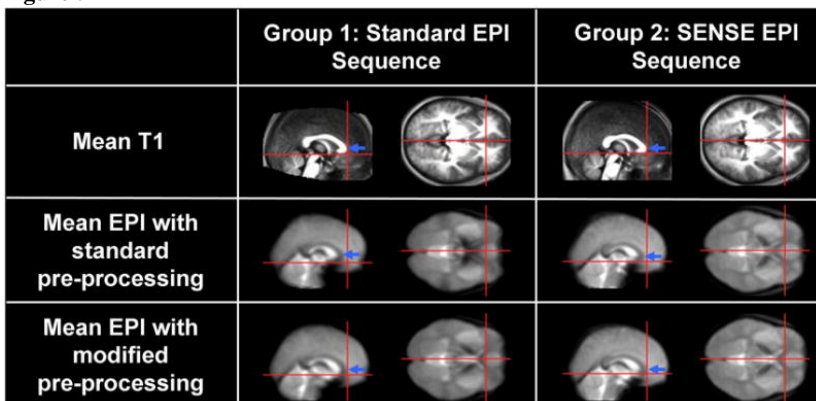 Group 1: Standard EPI
Sequence
Group 2: SENSE EPI
Sequence
Mean T1
Mean EPI with
standard
pre-processing
Mean EPI with
modified
pre-processing